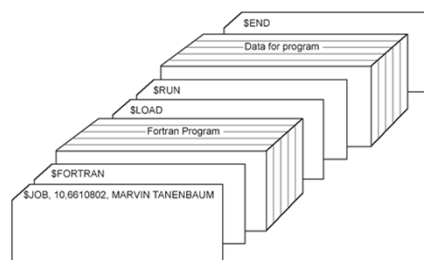 $END
Data for program
$RUN
$LOAD
Fortran Program
$FORTRAN
$JOB, 10,6610802, MARVIN TANENBAUM